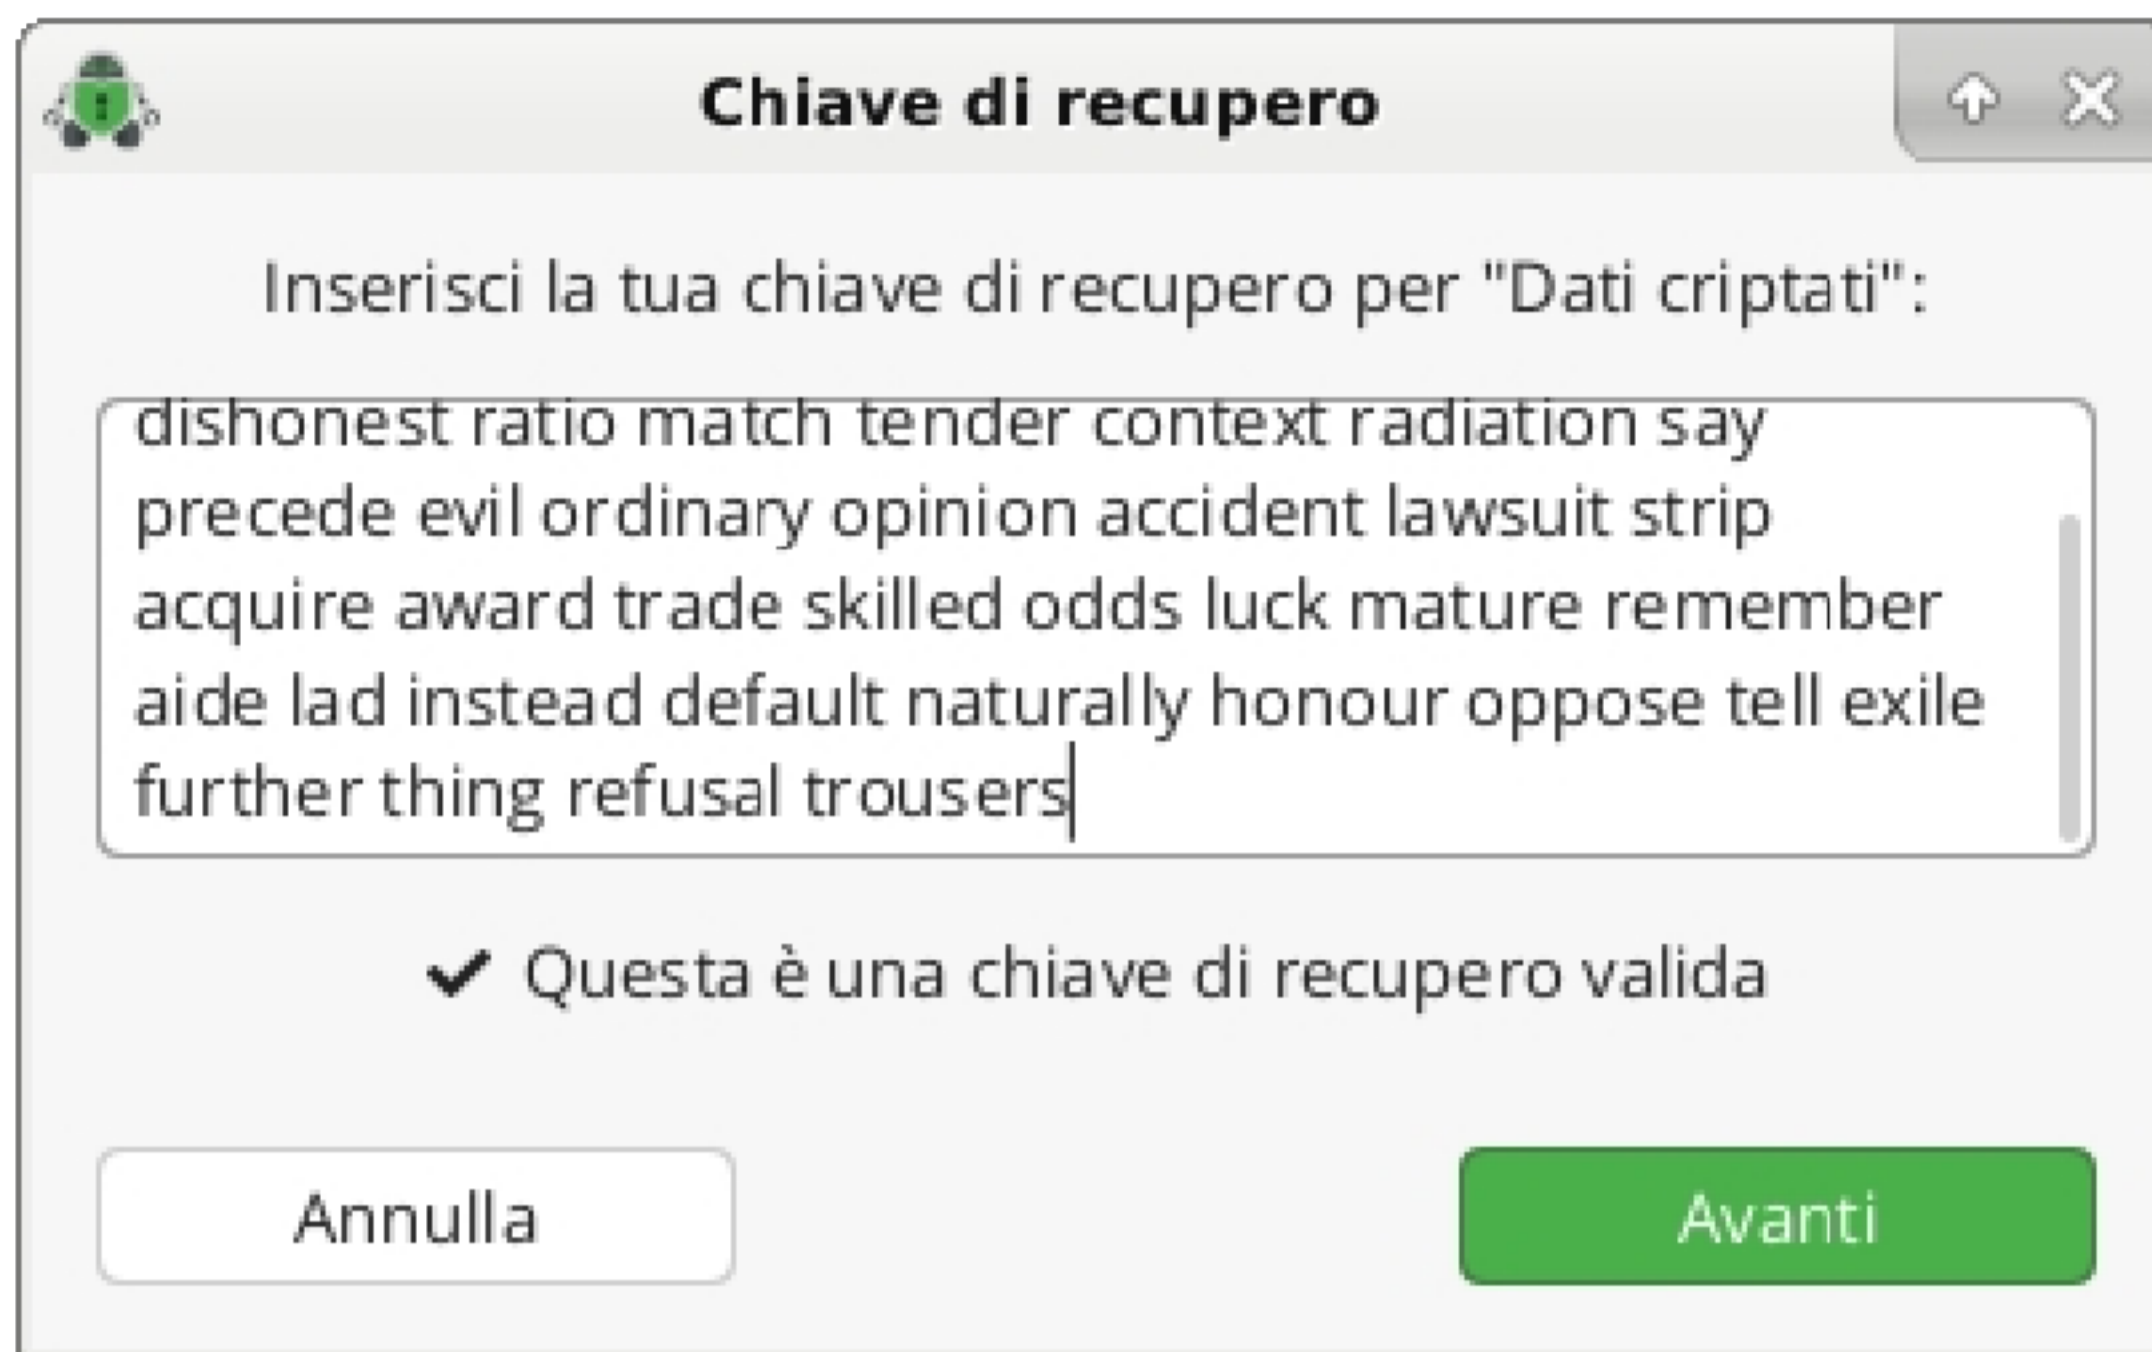 Chiave di recupero
Inserisci la tua chiave di recupero per "Dati criptati":
dishonest ratio match tender context radiation say
precede evil ordinary opinion accident lawsuit strip
acquire award trade skilled odds luck mature remember
aide lad instead default naturally honour oppose tell exile
further thing refusal trousers
Questa è una chiave di recupero valida
Annulla
Avanti